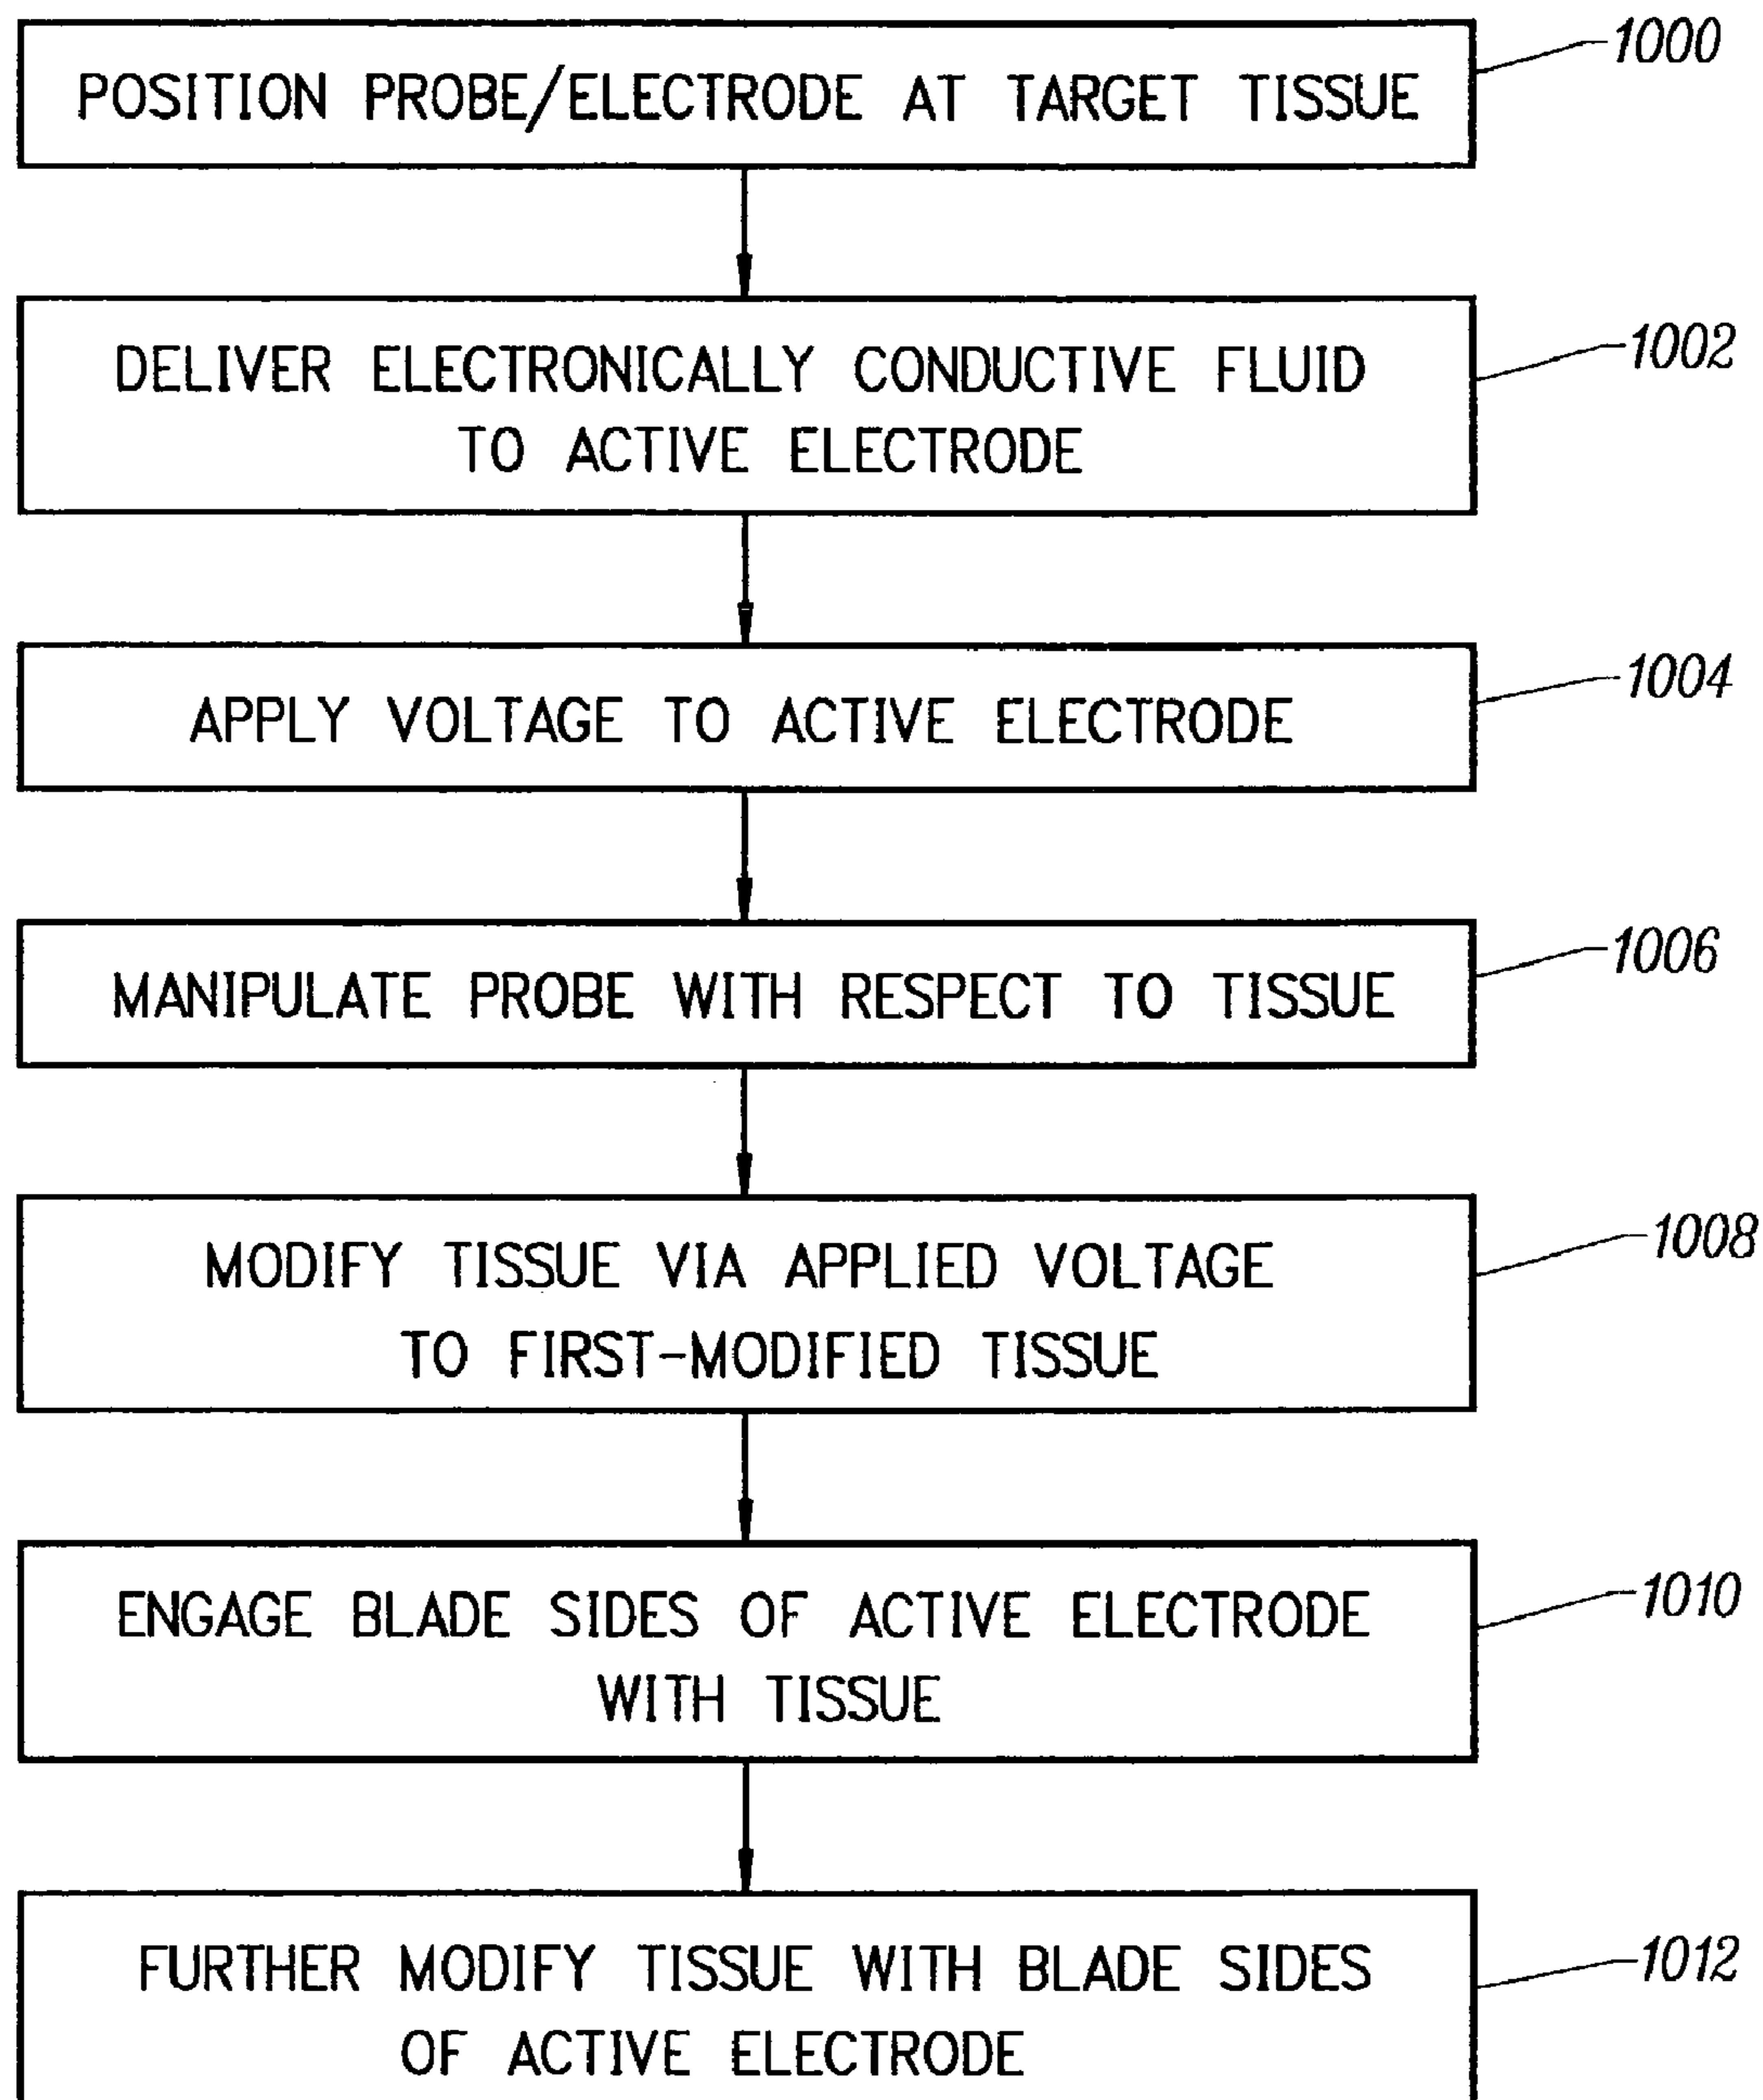 POSITION PROBE/ELECTRODE AT TARGET TISSUE
1000
DELIVER ELECTRONICALLY CONDUCTIVE FLUID
TO ACTIVE ELECTRODE
1002
APPLY VOLTAGE TO ACTIVE ELECTRODE
1004
MANIPULATE PROBE WITH RESPECT TO TISSUE
1006
MODIFY TISSUE VIA APPLIED VOLTAGE
TO FIRST-MODIFIED TISSUE
1008
ENGAGE BLADE SIDES OF ACTIVE ELECTRODE
WITH TISSUE
1010
FURTHER MODIFY TISSUE WITH BLADE SIDES
OF ACTIVE ELECTRODE
1012